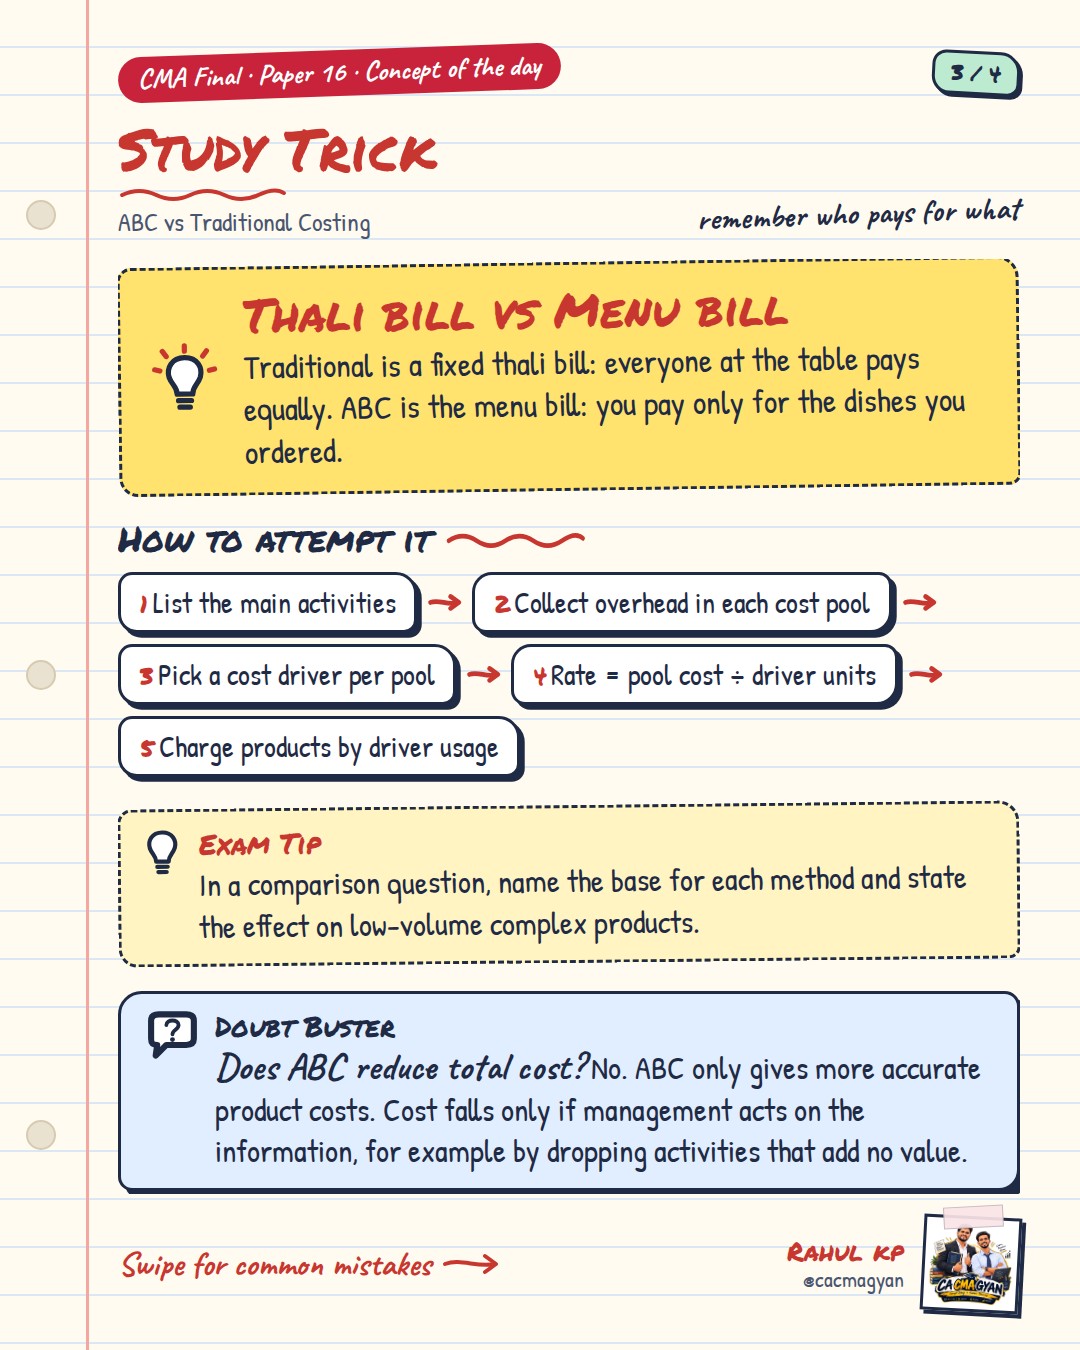 CMA Final · Paper 16 · Concept of the day
3 / 4
Study Trick
ABC vs Traditional Costing
remember who pays for what
Thali bill vs Menu bill
Traditional is a fixed thali bill: everyone at the table pays
equally. ABC is the menu bill: you pay only for the dishes you
ordered.
How to attempt it
1 List the main activities
2 Collect overhead in each cost pool
3 Pick a cost driver per pool
4 Rate = pool cost ÷ driver units
5 Charge products by driver usage
Exam Tip
In a comparison question, name the base for each method and state
the effect on low-volume complex products.
Doubt Buster
Does ABC reduce total cost? No. ABC only gives more accurate
product costs. Cost falls only if management acts on the
information, for example by dropping activities that add no value.
Swipe for common mistakes
Rahul KP
@cacmagyan
CA CMA GYAN